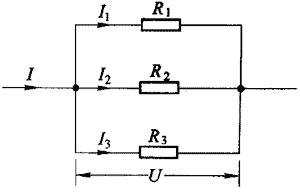 I₁ R₁
I I₂ R₂
I₃ R₃
U